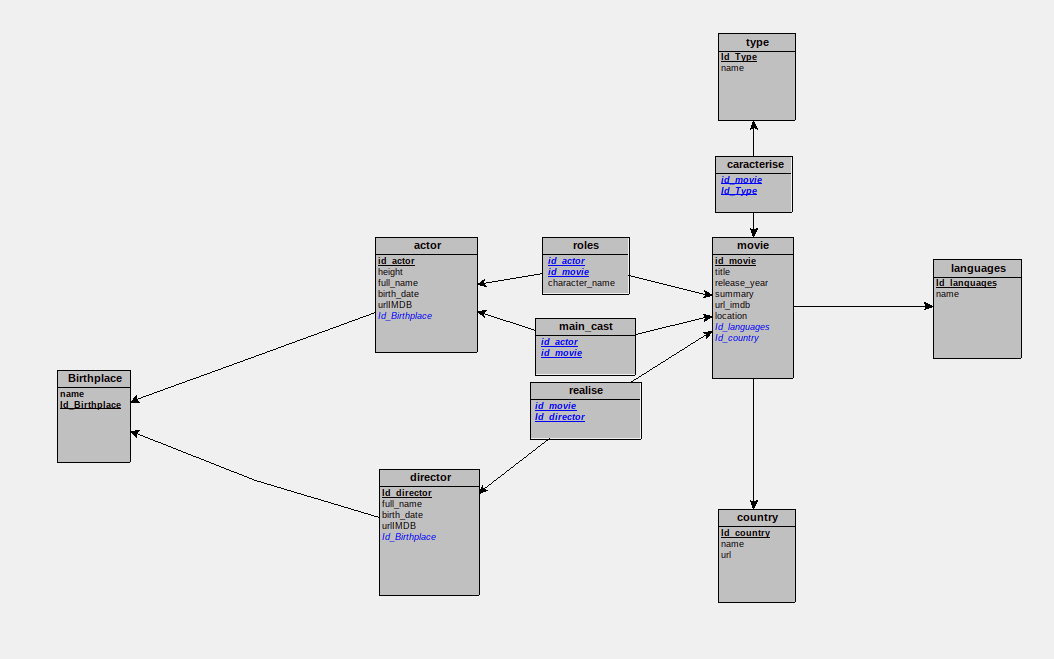 type
Id_Type
name
caracterise
id_movie
Id_Type
actor
id_actor
height
full_name
birth_date
urlIMDB
Id_Birthplace
roles
id_actor
id_movie
character_name
movie
id_movie
title
release_year
summary
url_imdb
location
Id_languages
Id_country
languages
Id_languages
name
main_cast
id_actor
id_movie
Birthplace
name
Id_Birthplace
realise
id_movie
Id_director
director
Id_director
full_name
birth_date
urlIMDB
Id_Birthplace
country
Id_country
name
url